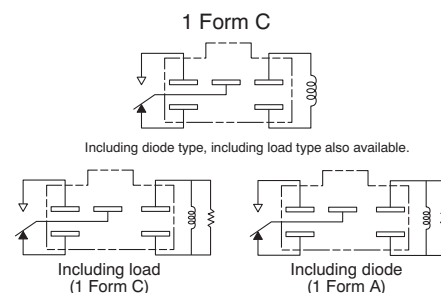 1 Form C
Including diode type, including load type also available.
Including load
(1 Form C)
Including diode
(1 Form A)